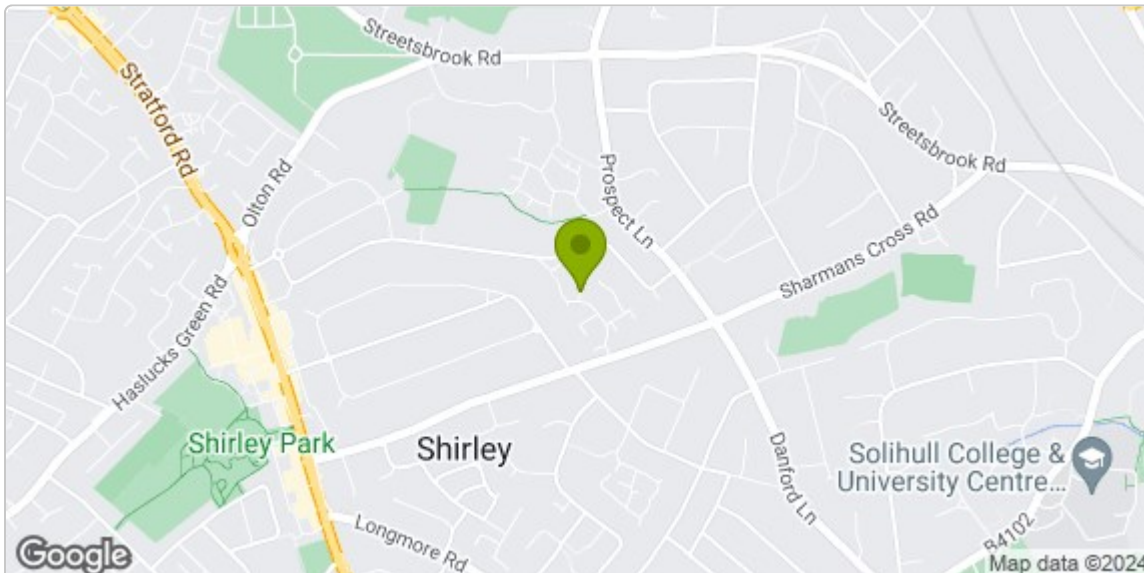 Streetsbrook Rd
Stratford Rd
Streetsbrook Rd
Prospect Ln
Olton Rd
Sharmans Cross Rd
Haslucks Green Rd
Shirley Park
Shirley
Danford Ln
Solihull College &
University Centre...
Longmore Rd
B4102
Google
Map data ©2024